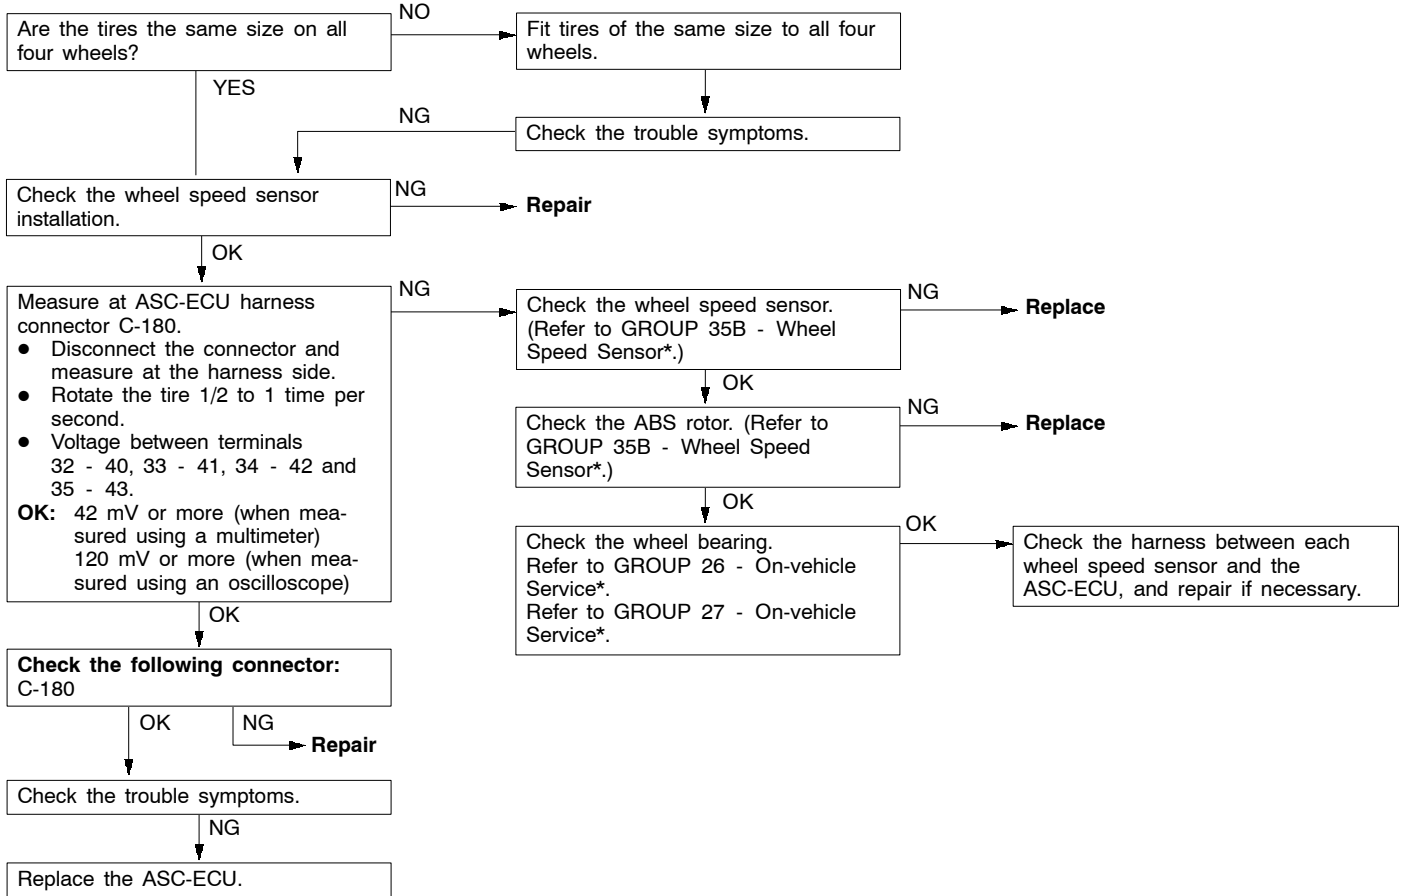 Are the tires the same size on all
four wheels?
NO
Fit tires of the same size to all four
wheels.
YES
NG
Check the trouble symptoms.
Check the wheel speed sensor
installation.
NG
Repair
OK
Measure at ASC-ECU harness
connector C-180.
● Disconnect the connector and
measure at the harness side.
● Rotate the tire 1/2 to 1 time per
second.
● Voltage between terminals
32 - 40, 33 - 41, 34 - 42 and
35 - 43.
OK: 42 mV or more (when mea-
sured using a multimeter)
120 mV or more (when mea-
sured using an oscilloscope)
NG
Check the wheel speed sensor.
(Refer to GROUP 35B - Wheel
Speed Sensor*.)
NG
Replace
OK
Check the ABS rotor. (Refer to
GROUP 35B - Wheel Speed
Sensor*.)
NG
Replace
OK
Check the wheel bearing.
Refer to GROUP 26 - On-vehicle
Service*.
Refer to GROUP 27 - On-vehicle
Service*.
OK
Check the harness between each
wheel speed sensor and the
ASC-ECU, and repair if necessary.
OK
Check the following connector:
C-180
OK
NG
Repair
Check the trouble symptoms.
NG
Replace the ASC-ECU.